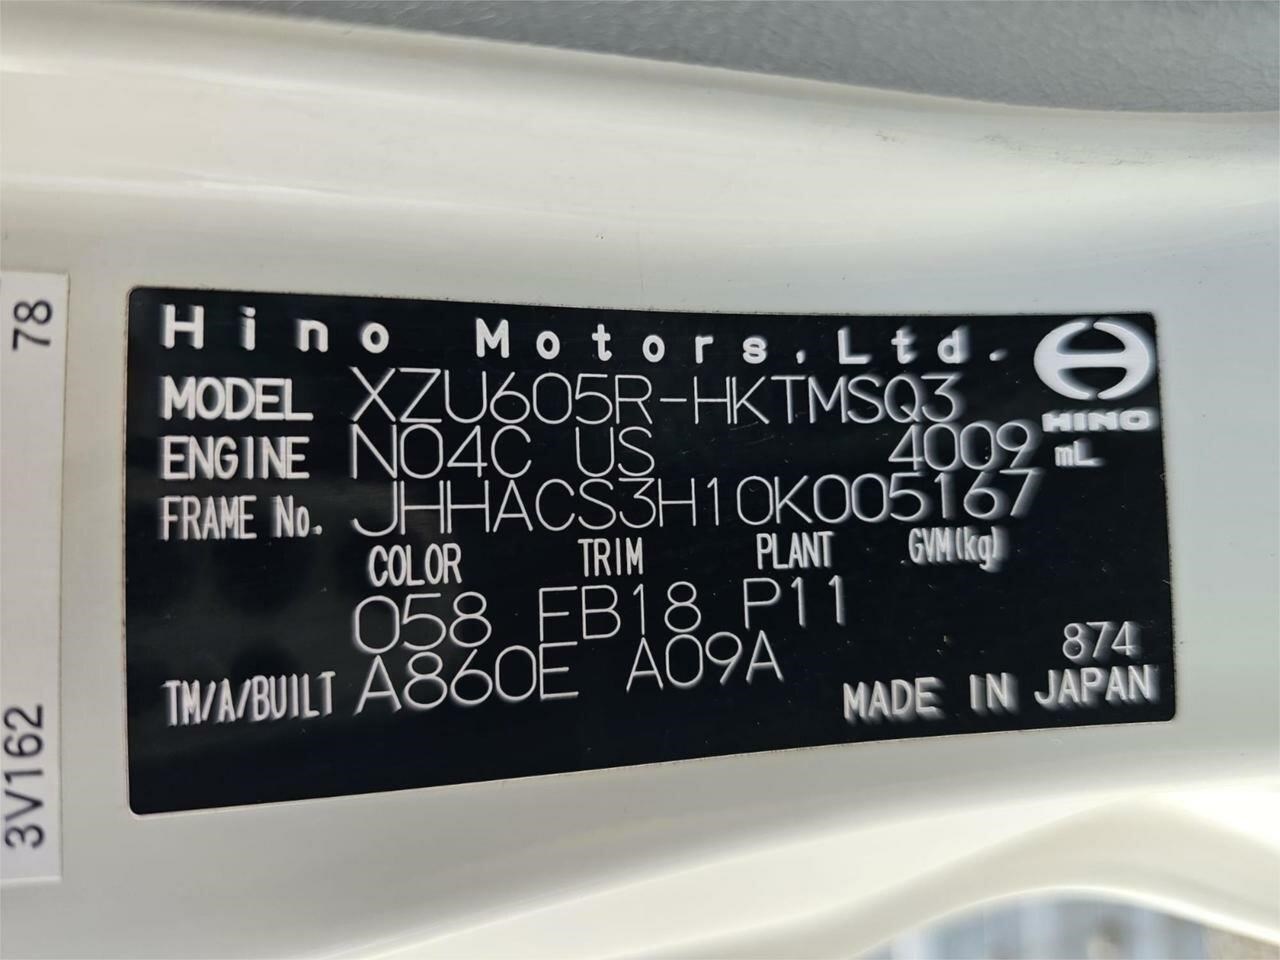 Hino Motors,Ltd.
HINO
MODEL XZU605R-HKTMSQ3
ENGINE N04C US 4009 mL
FRAME No. JHHACS3H10K005167
COLOR TRIM PLANT GVM(kg)
058 FB18 P11
TM/A/BUILT A860E A09A
874
MADE IN JAPAN
78
3V162